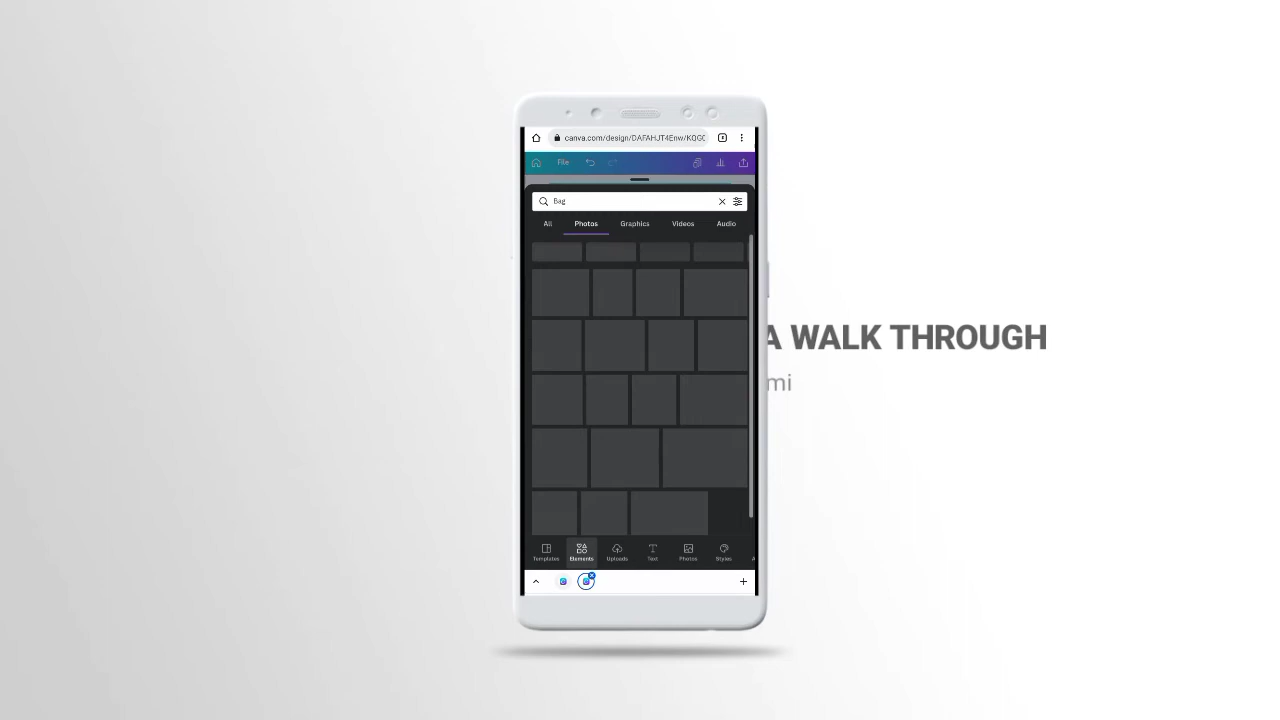 canva.com/design/DAFAHJT4Enw/KQGE
File
Bag
All Photos Graphics Videos Audio
A WALK THROUGH
mi
Templates Elements Uploads Text Photos Styles